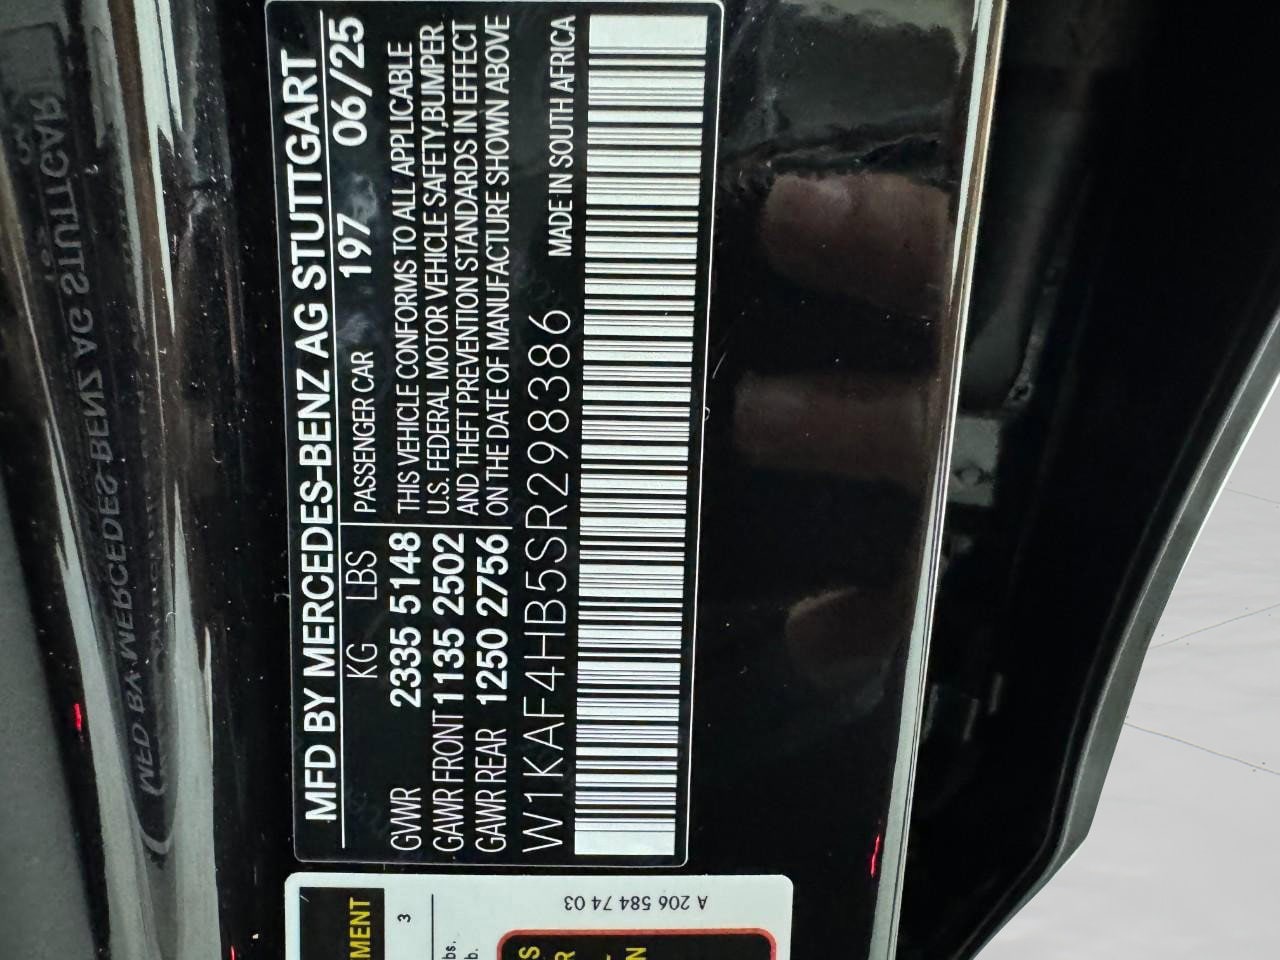 MFD BY MERCEDES-BENZ AG STUTTGART
KG LBS PASSENGER CAR 197 06/25
GVWR 2335 5148 THIS VEHICLE CONFORMS TO ALL APPLICABLE
GAWR FRONT 1135 2502 U.S. FEDERAL MOTOR VEHICLE SAFETY,BUMPER
GAWR REAR 1250 2756 AND THEFT PREVENTION STANDARDS IN EFFECT
ON THE DATE OF MANUFACTURE SHOWN ABOVE
W1KAF4HB5SR298386 MADE IN SOUTH AFRICA
A 206 584 74 03
3